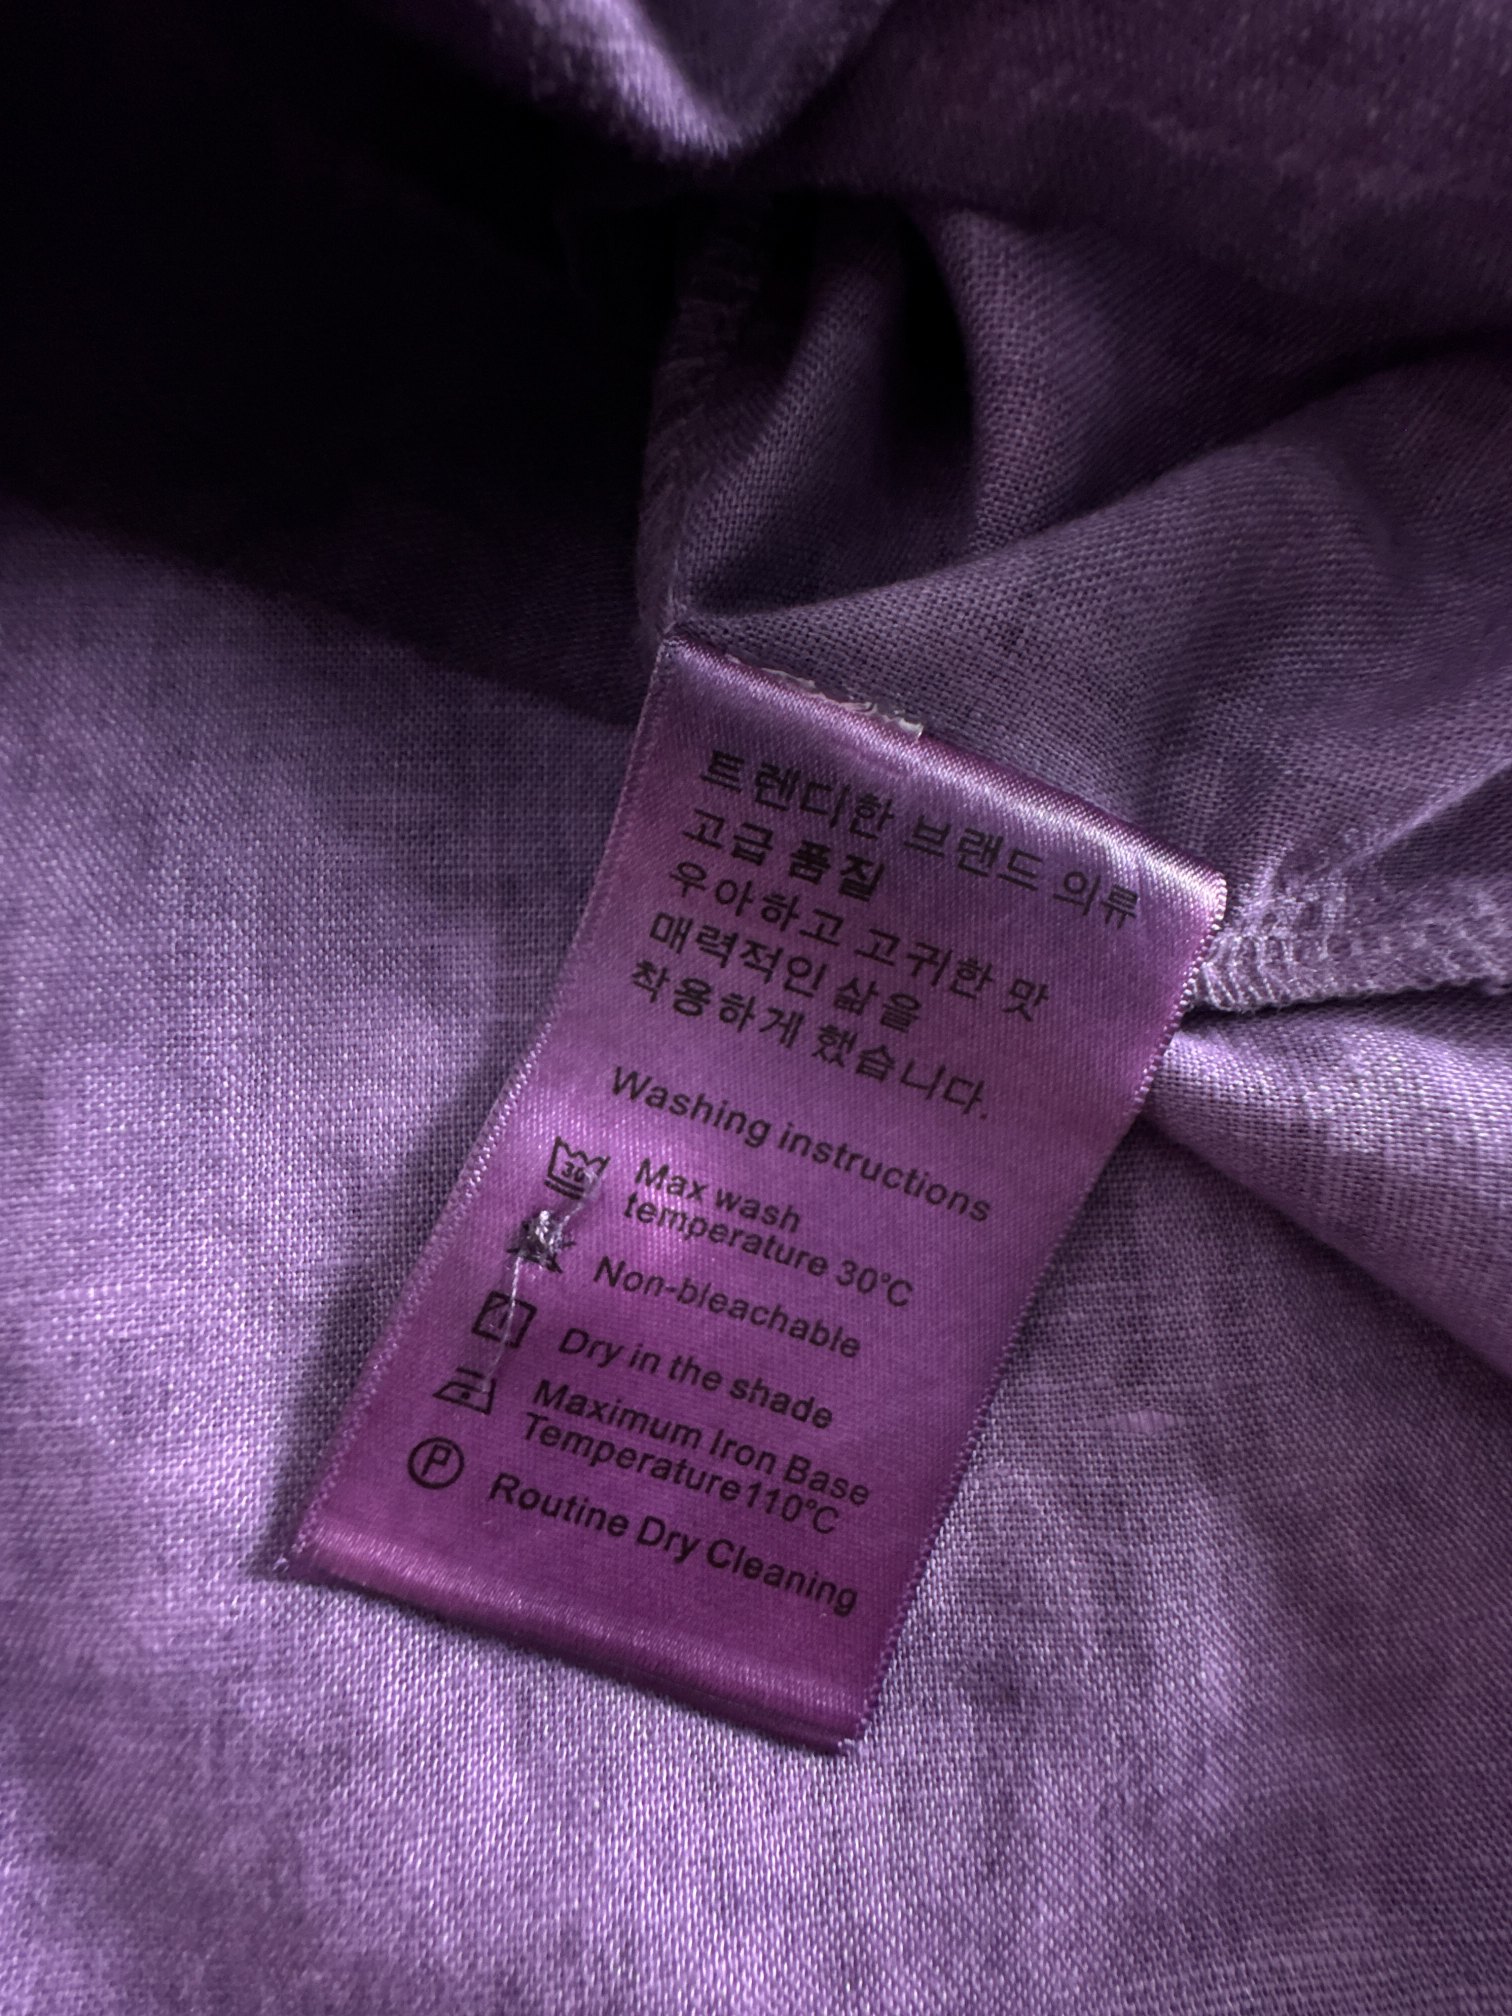 트렌디한 브랜드 의류
고급 품질
우아하고 고귀한 맛
매력적인 삶을
착용하게 했습니다.
Washing instructions
30
Max wash
temperature 30°C
Non-bleachable
Dry in the shade
Maximum Iron Base
Temperature110°C
P
Routine Dry Cleaning